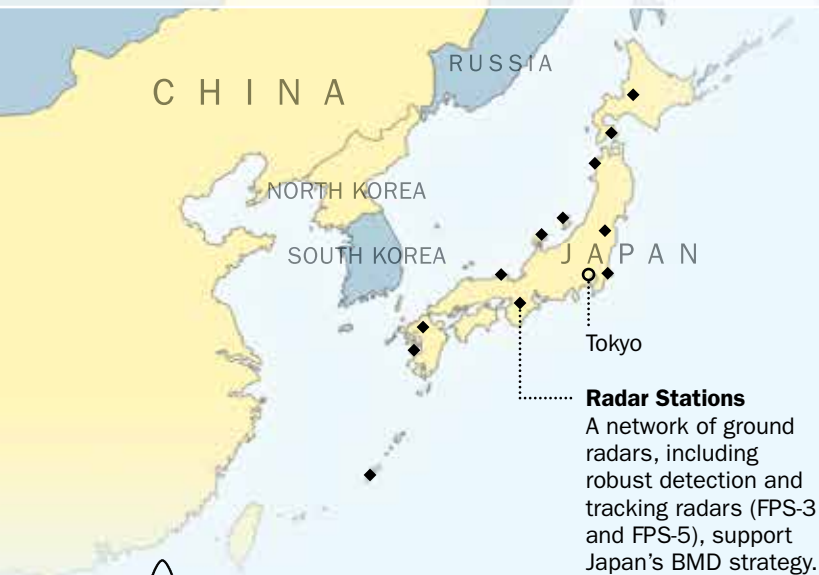 RUSSIA
CHINA
NORTH KOREA
SOUTH KOREA
JAPAN
Tokyo
Radar Stations
A network of ground
radars, including
robust detection and
tracking radars (FPS-3
and FPS-5), support
Japan’s BMD strategy.